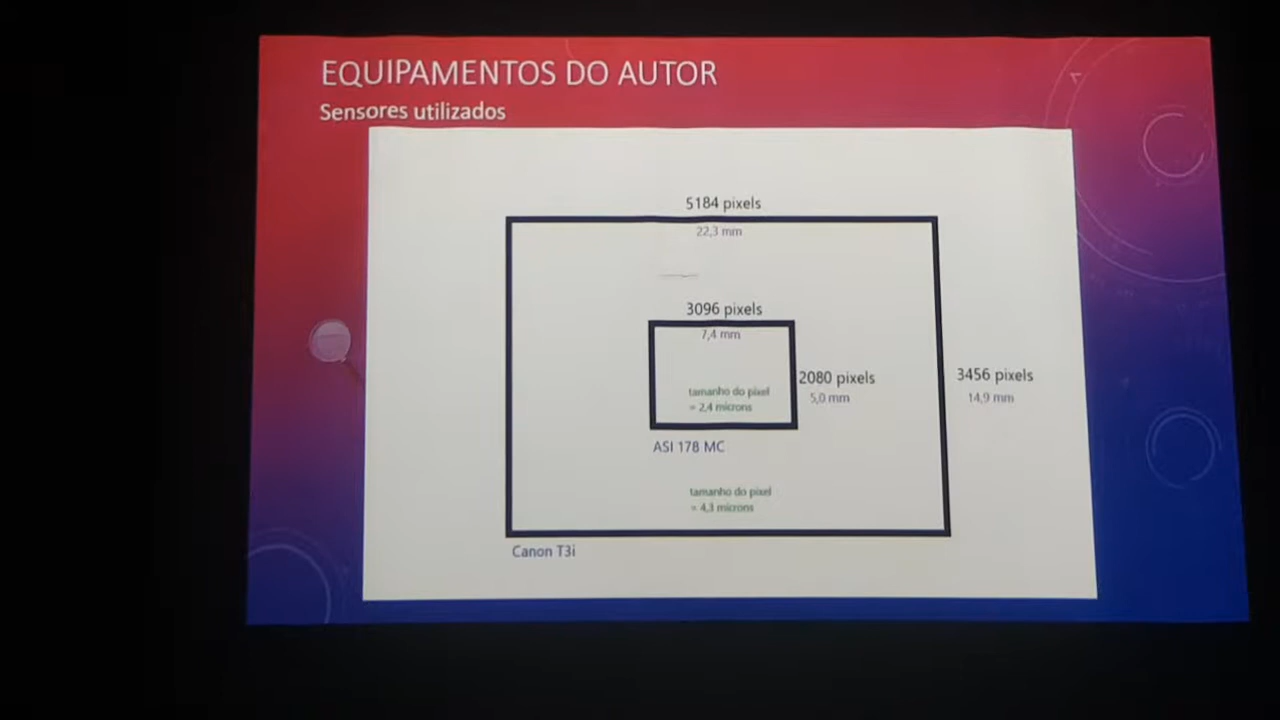 EQUIPAMENTOS DO AUTOR
Sensores utilizados
5184 pixels
22,3 mm
3096 pixels
7,4 mm
2080 pixels
5,0 mm
3456 pixels
14,9 mm
tamanho do pixel
= 2,4 microns
ASI 178 MC
tamanho do pixel
= 4,3 microns
Canon T3i